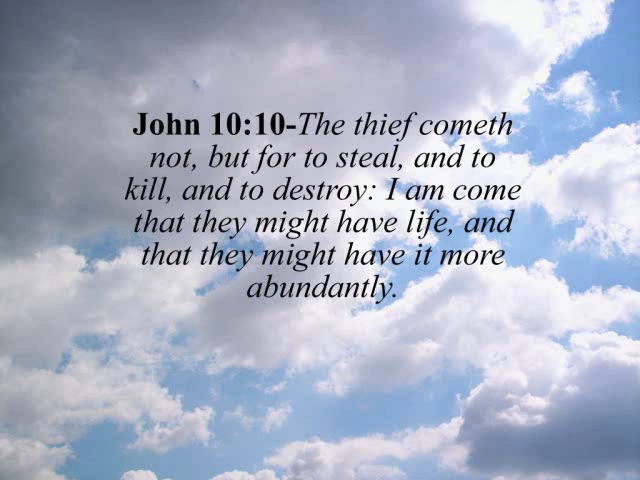 John 10:10-The thief cometh
not, but for to steal, and to
kill, and to destroy: I am come
that they might have life, and
that they might have it more
abundantly.